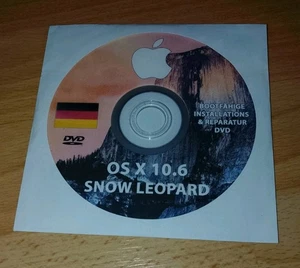 BOOTFÄHIGE
INSTALLATIONS
& REPARATUR
DVD
DVD
OS X 10.6
SNOW LEOPARD